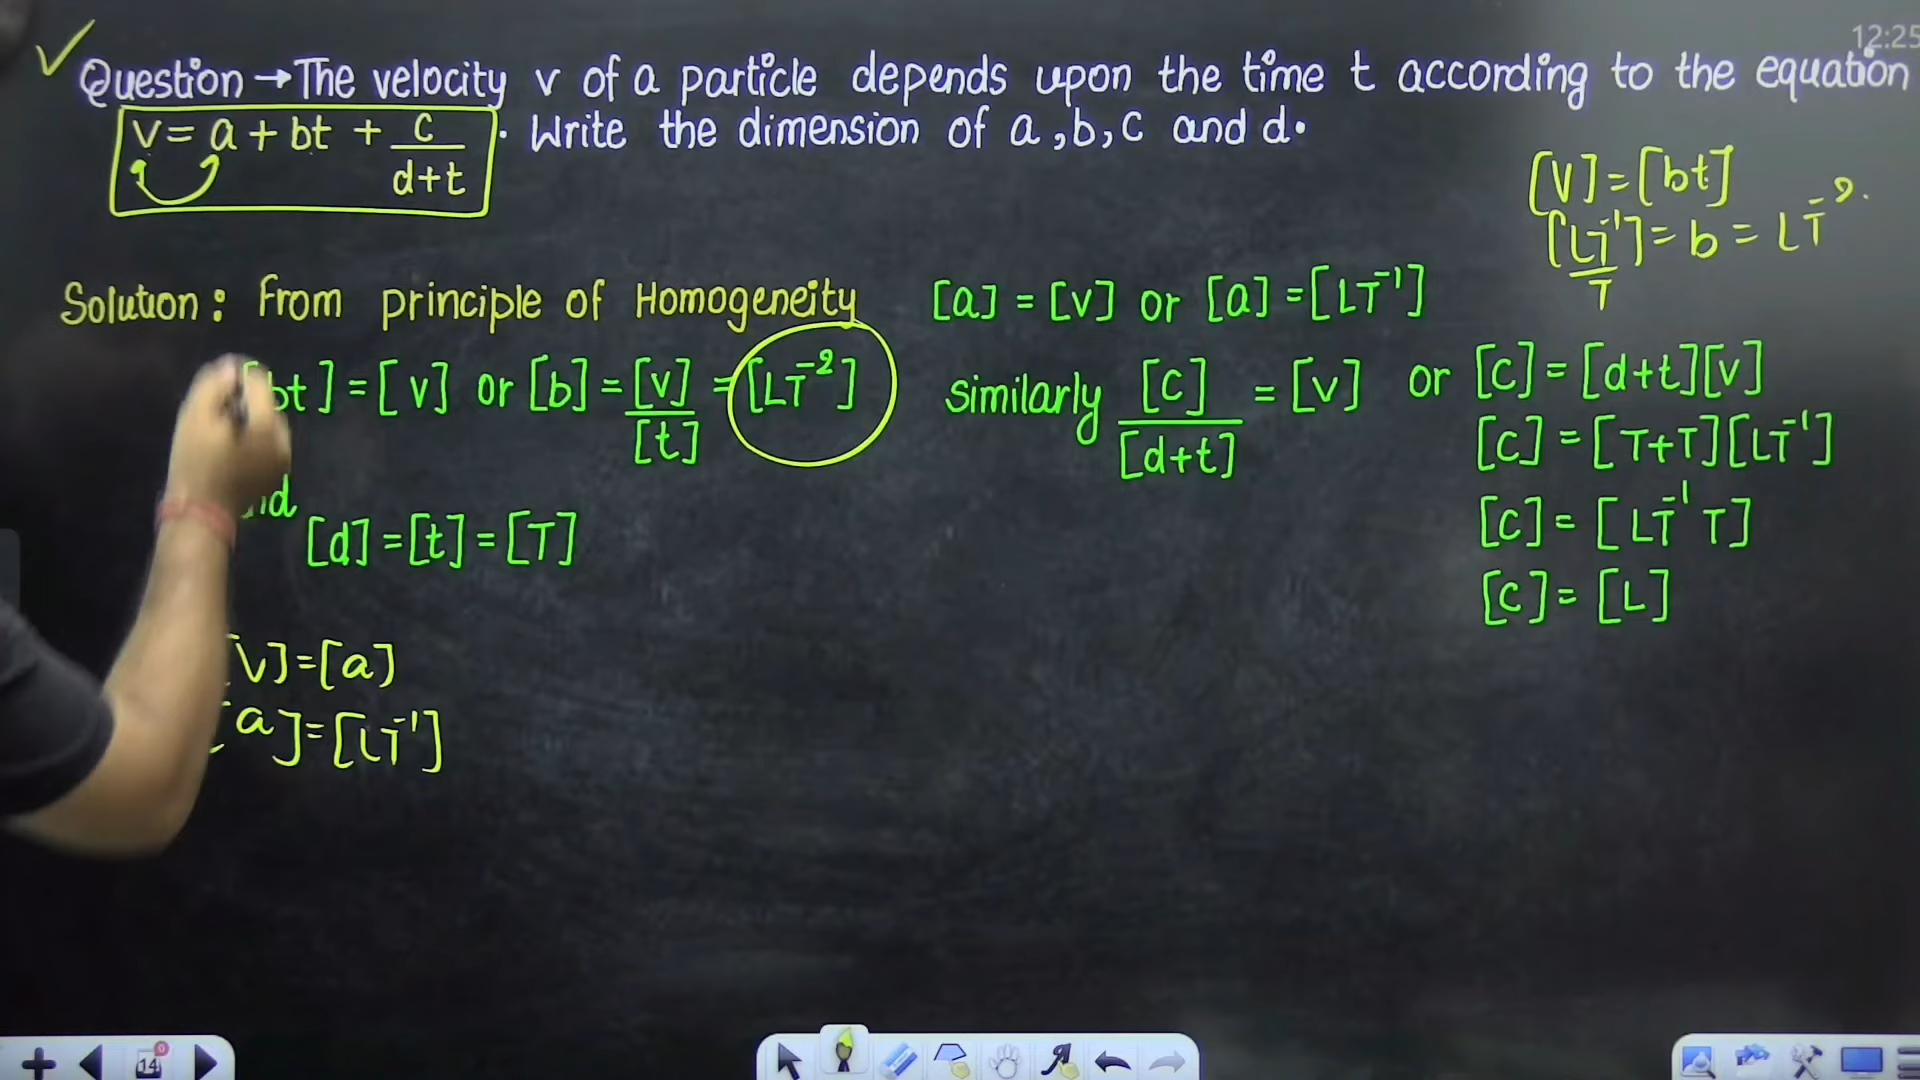 12:25
Question → The velocity v of a particle depends upon the time t according to the equation
v = a + bt + c/(d+t) . Write the dimension of a, b, c and d.
[V] = [bt]
[LT⁻¹]/T = b = LT⁻²
Solution: From principle of Homogeneity
[a] = [v] or [a] = [LT⁻¹]
bt] = [v] or [b] = [v]/[t] = [LT⁻²]
Similarly [c]/[d+t] = [v] or [c] = [d+t][v]
[c] = [T+T][LT⁻¹]
[c] = [LT⁻¹ T]
[c] = [L]
[d] = [t] = [T]
[V] = [a]
[a] = [LT⁻¹]
14